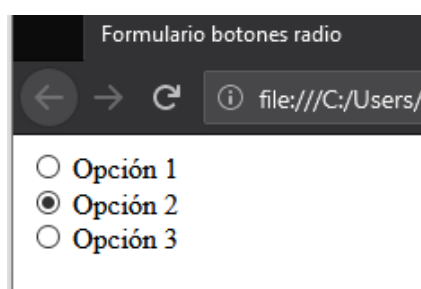 Formulario botones radio
file:///C:/Users/
Opción 1
Opción 2
Opción 3